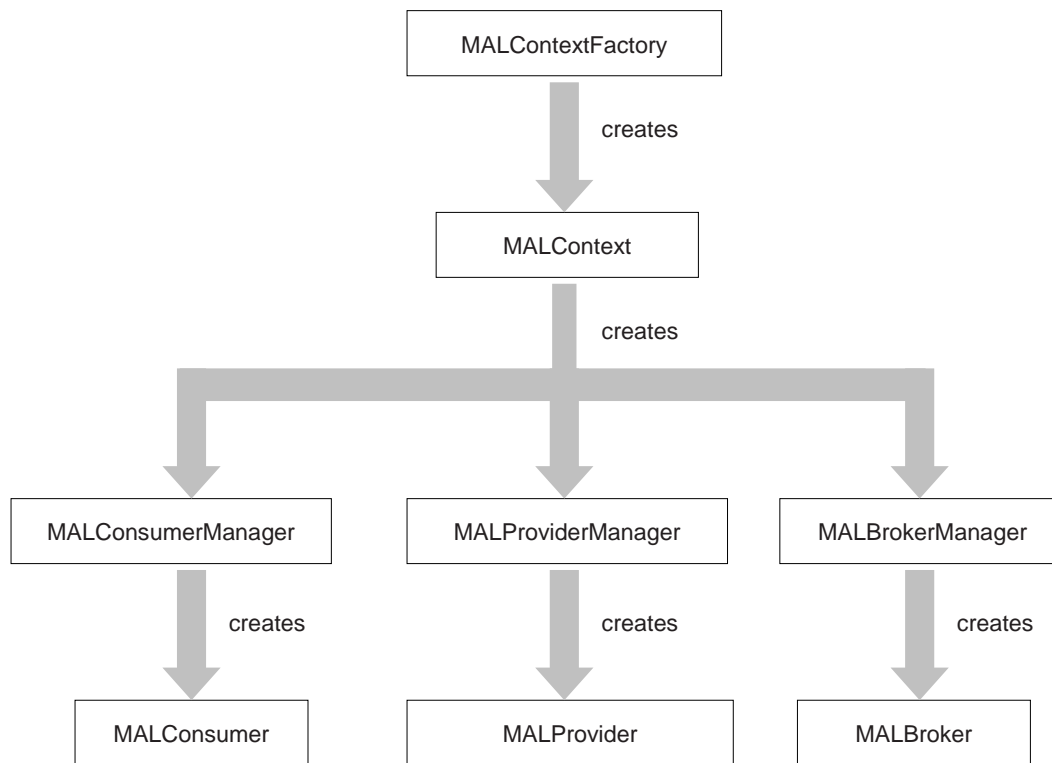 MALContextFactory
creates
MALContext
creates
MALConsumerManager
MALProviderManager
MALBrokerManager
creates
creates
creates
MALConsumer
MALProvider
MALBroker